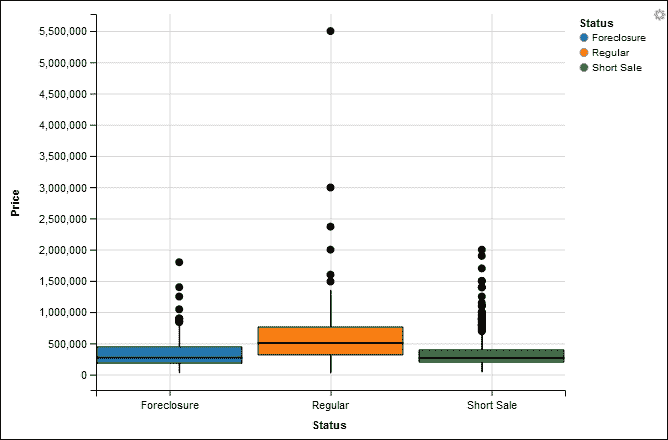 Status
Foreclosure
Regular
Short Sale
5,500,000
5,000,000
4,500,000
4,000,000
3,500,000
3,000,000
2,500,000
2,000,000
1,500,000
1,000,000
500,000
0
Price
Foreclosure Regular Short Sale
Status